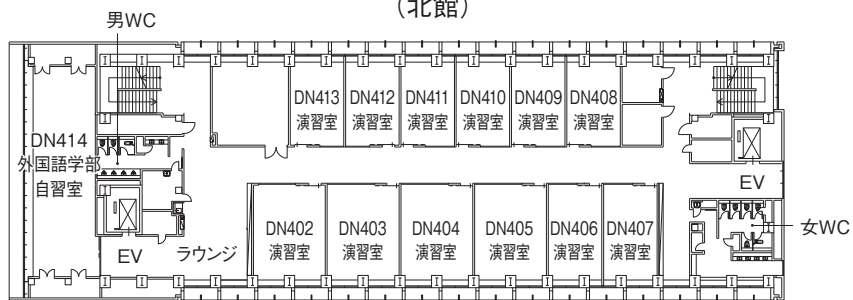 (北館)
男WC
DN413
演習室
DN412
演習室
DN411
演習室
DN410
演習室
DN409
演習室
DN408
演習室
DN414
外国語学部
自習室
EV
DN402
演習室
DN403
演習室
DN404
演習室
DN405
演習室
DN406
演習室
DN407
演習室
女WC
EV
ラウンジ